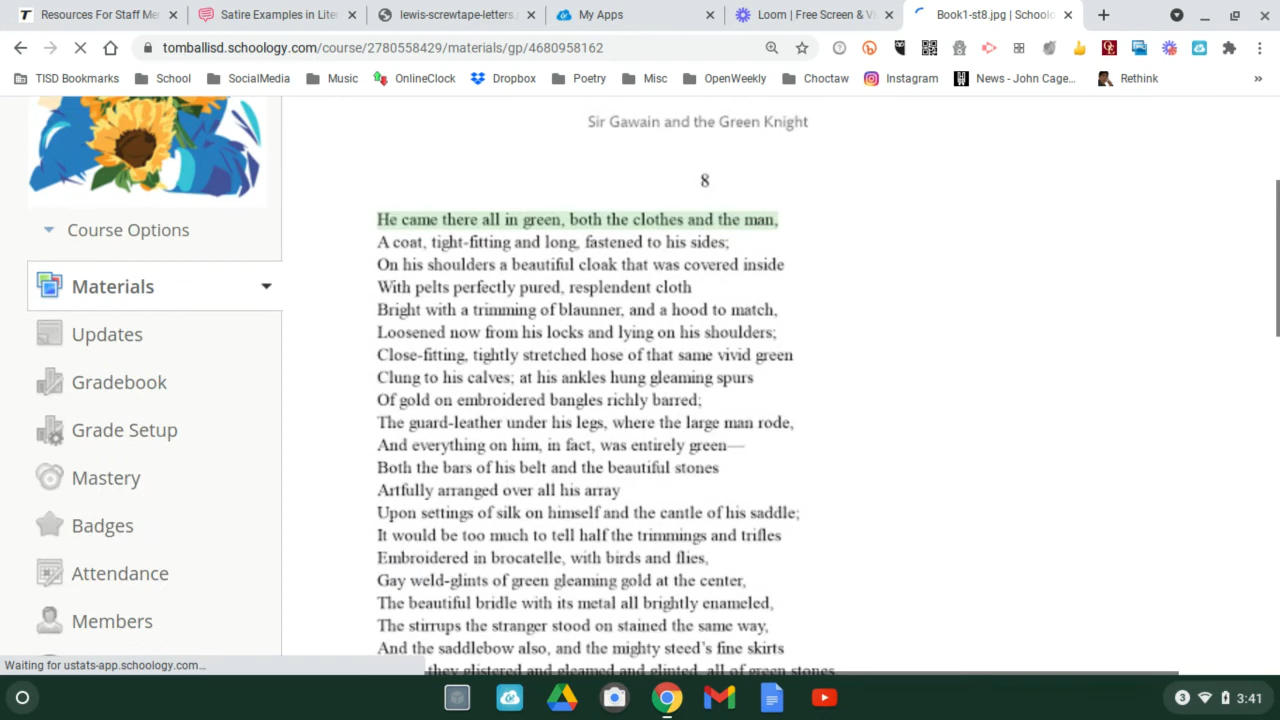 Resources For Staff Me
Satire Examples in Lite
lewis-screwtape-letters.
My Apps
Loom | Free Screen & V
Book1-st8.jpg | Schoolo
tomballisd.schoology.com/course/2780558429/materials/gp/4680958162
TISD Bookmarks
School
SocialMedia
Music
OnlineClock
Dropbox
Poetry
Misc
OpenWeekly
Choctaw
Instagram
News - John Cage...
Rethink
»
Sir Gawain and the Green Knight
8
He came there all in green, both the clothes and the man,
A coat, tight-fitting and long, fastened to his sides;
On his shoulders a beautiful cloak that was covered inside
With pelts perfectly pured, resplendent cloth
Bright with a trimming of blaunner, and a hood to match,
Loosened now from his locks and lying on his shoulders;
Close-fitting, tightly stretched hose of that same vivid green
Clung to his calves; at his ankles hung gleaming spurs
Of gold on embroidered bangles richly barred;
The guard-leather under his legs, where the large man rode,
And everything on him, in fact, was entirely green—
Both the bars of his belt and the beautiful stones
Artfully arranged over all his array
Upon settings of silk on himself and the cantle of his saddle;
It would be too much to tell half the trimmings and trifles
Embroidered in brocatelle, with birds and flies,
Gay weld-glints of green gleaming gold at the center,
The beautiful bridle with its metal all brightly enameled,
The stirrups the stranger stood on stained the same way,
And the saddlebow also, and the mighty steed's fine skirts
they glistered and gleamed and glinted, all of green stones
Course Options
Materials
Updates
Gradebook
Grade Setup
Mastery
Badges
Attendance
Members
Waiting for ustats-app.schoology.com...
3
3:41